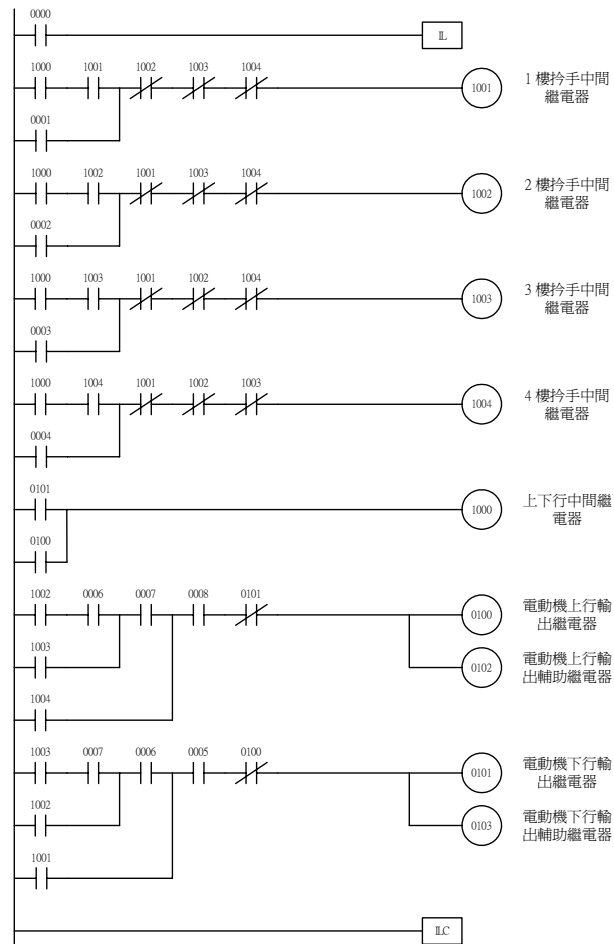 0000
IL
1000 1001 1002 1003 1004
1001
1 樓拎手中間
繼電器
0001
1000 1002 1001 1003 1004
1002
2 樓拎手中間
繼電器
0002
1000 1003 1001 1002 1004
1003
3 樓拎手中間
繼電器
0003
1000 1004 1001 1002 1003
1004
4 樓拎手中間
繼電器
0004
0101
1000
上下行中間繼
電器
0100
1002 0006 0007 0008 0101
0100
電動機上行輸
出繼電器
1003
0102
電動機上行輸
出輔助繼電器
1004
1003 0007 0006 0005 0100
0101
電動機下行輸
出繼電器
1002
0103
電動機下行輸
出輔助繼電器
1001
ILC